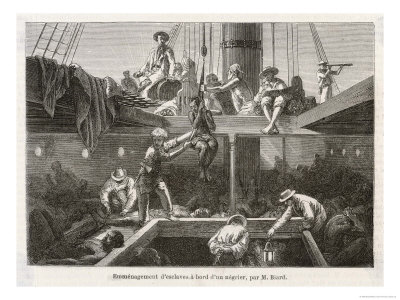 Emménagement d'esclaves à bord d'un négrier, par M. Biard.